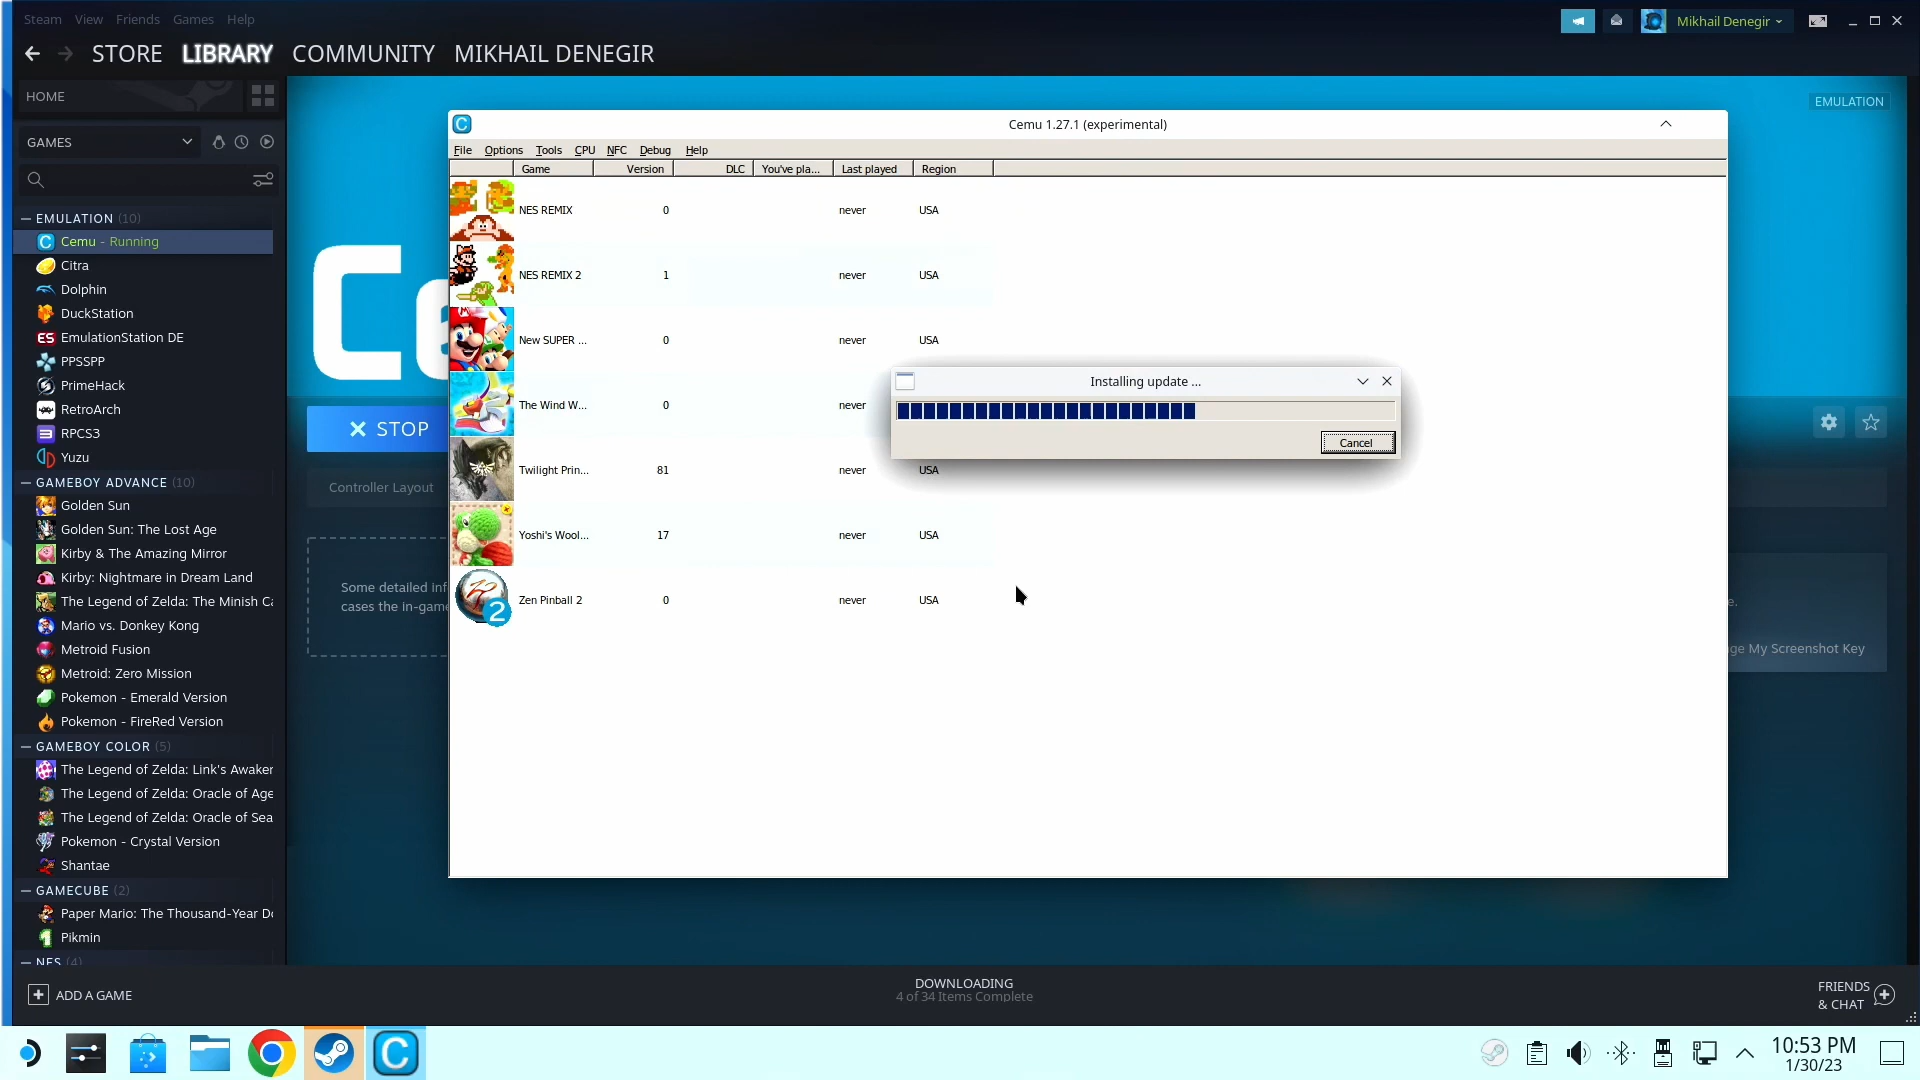 Steam View Friends Games Help
Mikhail Denegir
STORE LIBRARY COMMUNITY MIKHAIL DENEGIR
HOME
EMULATION
GAMES
EMULATION (10)
Cemu - Running
Citra
Dolphin
DuckStation
EmulationStation DE
PPSSPP
PrimeHack
RetroArch
RPCS3
Yuzu
GAMEBOY ADVANCE (10)
Golden Sun
Golden Sun: The Lost Age
Kirby & The Amazing Mirror
Kirby: Nightmare in Dream Land
The Legend of Zelda: The Minish Ca
Mario vs. Donkey Kong
Metroid Fusion
Metroid: Zero Mission
Pokemon - Emerald Version
Pokemon - FireRed Version
GAMEBOY COLOR (5)
The Legend of Zelda: Link's Awaken
The Legend of Zelda: Oracle of Age
The Legend of Zelda: Oracle of Sea
Pokemon - Crystal Version
Shantae
GAMECUBE (2)
Paper Mario: The Thousand-Year Do
Pikmin
NES (4)
ADD A GAME
Ce
STOP
Controller Layout
Some detailed inf
cases the in-game
Cemu 1.27.1 (experimental)
File Options Tools CPU NFC Debug Help
Game Version DLC You've pla... Last played Region
NES REMIX 0 never USA
NES REMIX 2 1 never USA
New SUPER ... 0 never USA
The Wind W... 0 never
Twilight Prin... 81 never USA
Yoshi's Wool... 17 never USA
Zen Pinball 2 0 never USA
Installing update ...
Cancel
e.
ge My Screenshot Key
DOWNLOADING
4 of 34 Items Complete
FRIENDS
& CHAT
10:53 PM
1/30/23